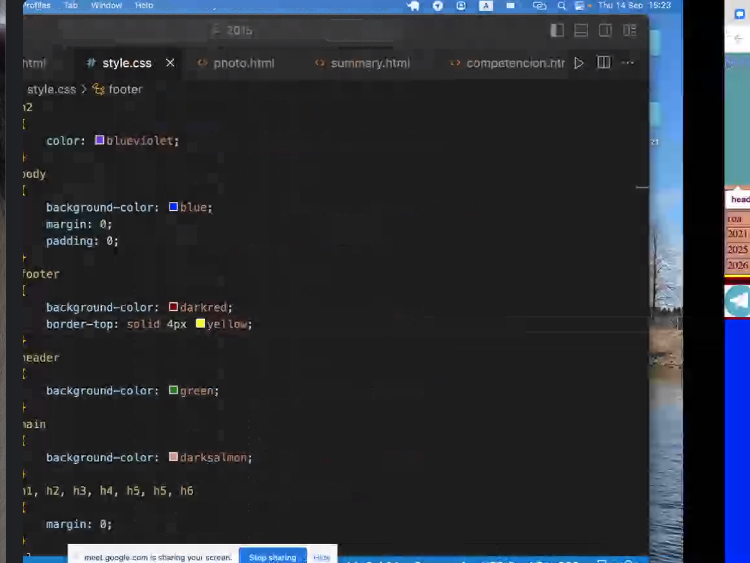 Profiles Tab Window Help A Thu 14 Sep 15:23
2015
html # style.css × <> photo.html <> summary.html <> competencion.htm
style.css > footer
h2
{
color: blueviolet;
}
body
{
background-color: blue;
margin: 0;
padding: 0;
}
footer
{
background-color: darkred;
border-top: solid 4px yellow;
}
header
{
background-color: green;
}
main
{
background-color: darksalmon;
}
h1, h2, h3, h4, h5, h5, h6
{
margin: 0;
21
head
2021
2025
2026
meet.google.com is sharing your screen. Stop sharing Hide